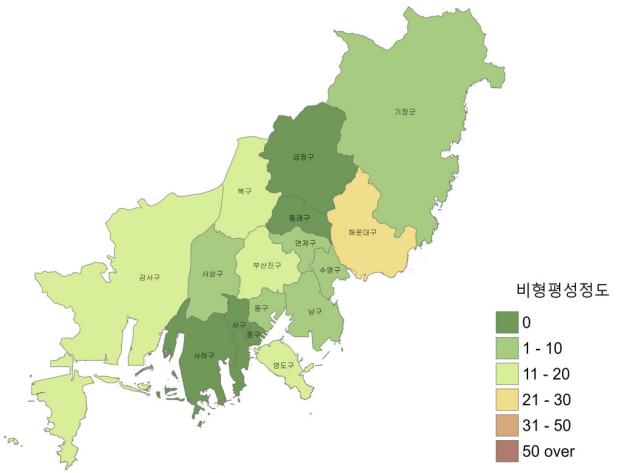 기장군
금정구
북구
동래구
해운대구
연제구
강서구
사상구
부산진구
수영구
동구
남구
서구
중구
사하구
영도구
비형평성정도
0
1 - 10
11 - 20
21 - 30
31 - 50
50 over